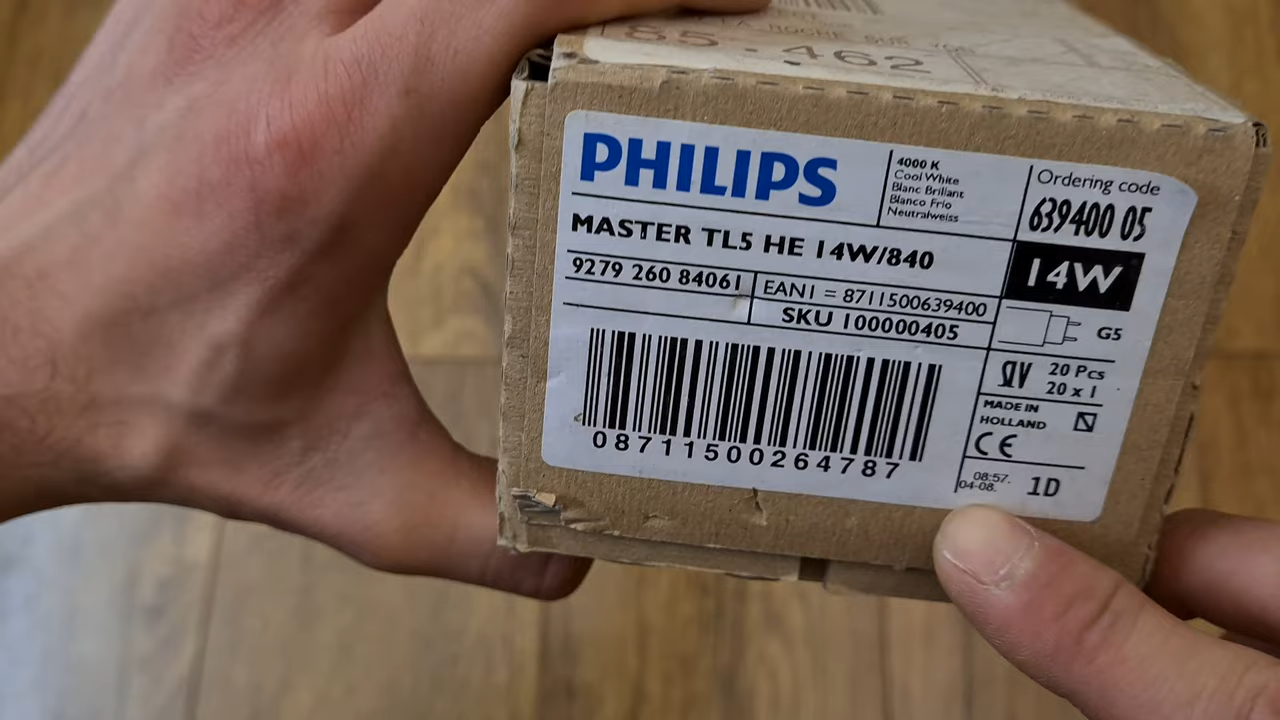 85 . 462
PHILIPS
4000 K
Cool White
Blanc Brillant
Blanco Frio
Neutralweiss
Ordering code
639400 05
MASTER TL5 HE 14W/840
14W
9279 260 84061
EAN1 = 8711500639400
SKU 100000405
G5
20 Pcs
20 x 1
MADE IN
HOLLAND
CE
08711500264787
08:57.
04-08.
1D